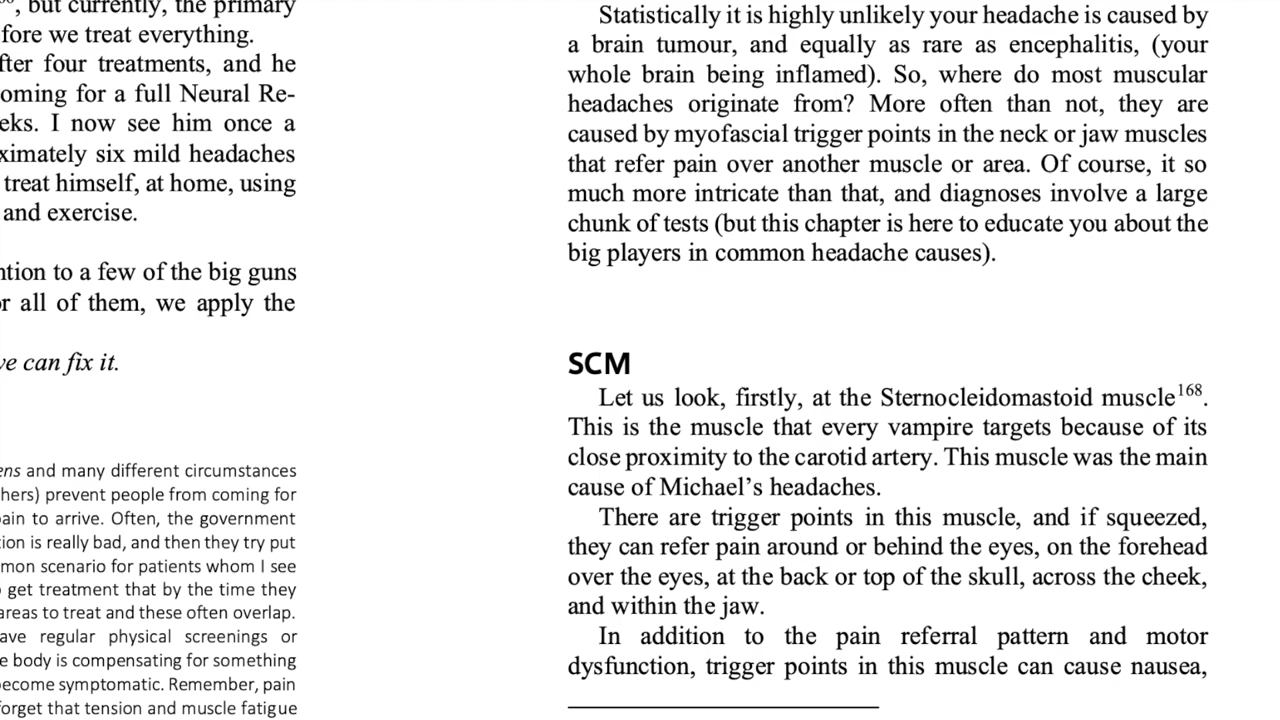 , but currently, the primary
fore we treat everything.
fter four treatments, and he
oming for a full Neural Re-
eks. I now see him once a
ximately six mild headaches
treat himself, at home, using
and exercise.
ntion to a few of the big guns
or all of them, we apply the
ve can fix it.
ens and many different circumstances
hers) prevent people from coming for
ain to arrive. Often, the government
tion is really bad, and then they try put
mon scenario for patients whom I see
get treatment that by the time they
areas to treat and these often overlap.
ave regular physical screenings or
e body is compensating for something
ecome symptomatic. Remember, pain
forget that tension and muscle fatigue
Statistically it is highly unlikely your headache is caused by
a brain tumour, and equally as rare as encephalitis, (your
whole brain being inflamed). So, where do most muscular
headaches originate from? More often than not, they are
caused by myofascial trigger points in the neck or jaw muscles
that refer pain over another muscle or area. Of course, it so
much more intricate than that, and diagnoses involve a large
chunk of tests (but this chapter is here to educate you about the
big players in common headache causes).
SCM
Let us look, firstly, at the Sternocleidomastoid muscle168.
This is the muscle that every vampire targets because of its
close proximity to the carotid artery. This muscle was the main
cause of Michael’s headaches.
There are trigger points in this muscle, and if squeezed,
they can refer pain around or behind the eyes, on the forehead
over the eyes, at the back or top of the skull, across the cheek,
and within the jaw.
In addition to the pain referral pattern and motor
dysfunction, trigger points in this muscle can cause nausea,